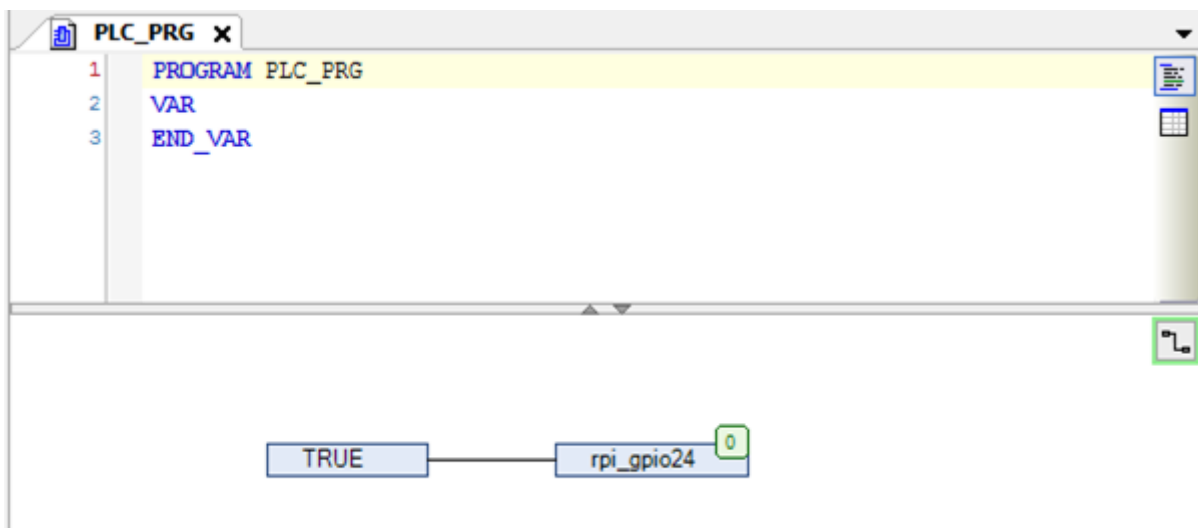 PLC_PRG X
1 PROGRAM PLC_PRG
2 VAR
3 END_VAR
0
TRUE rpi_gpio24